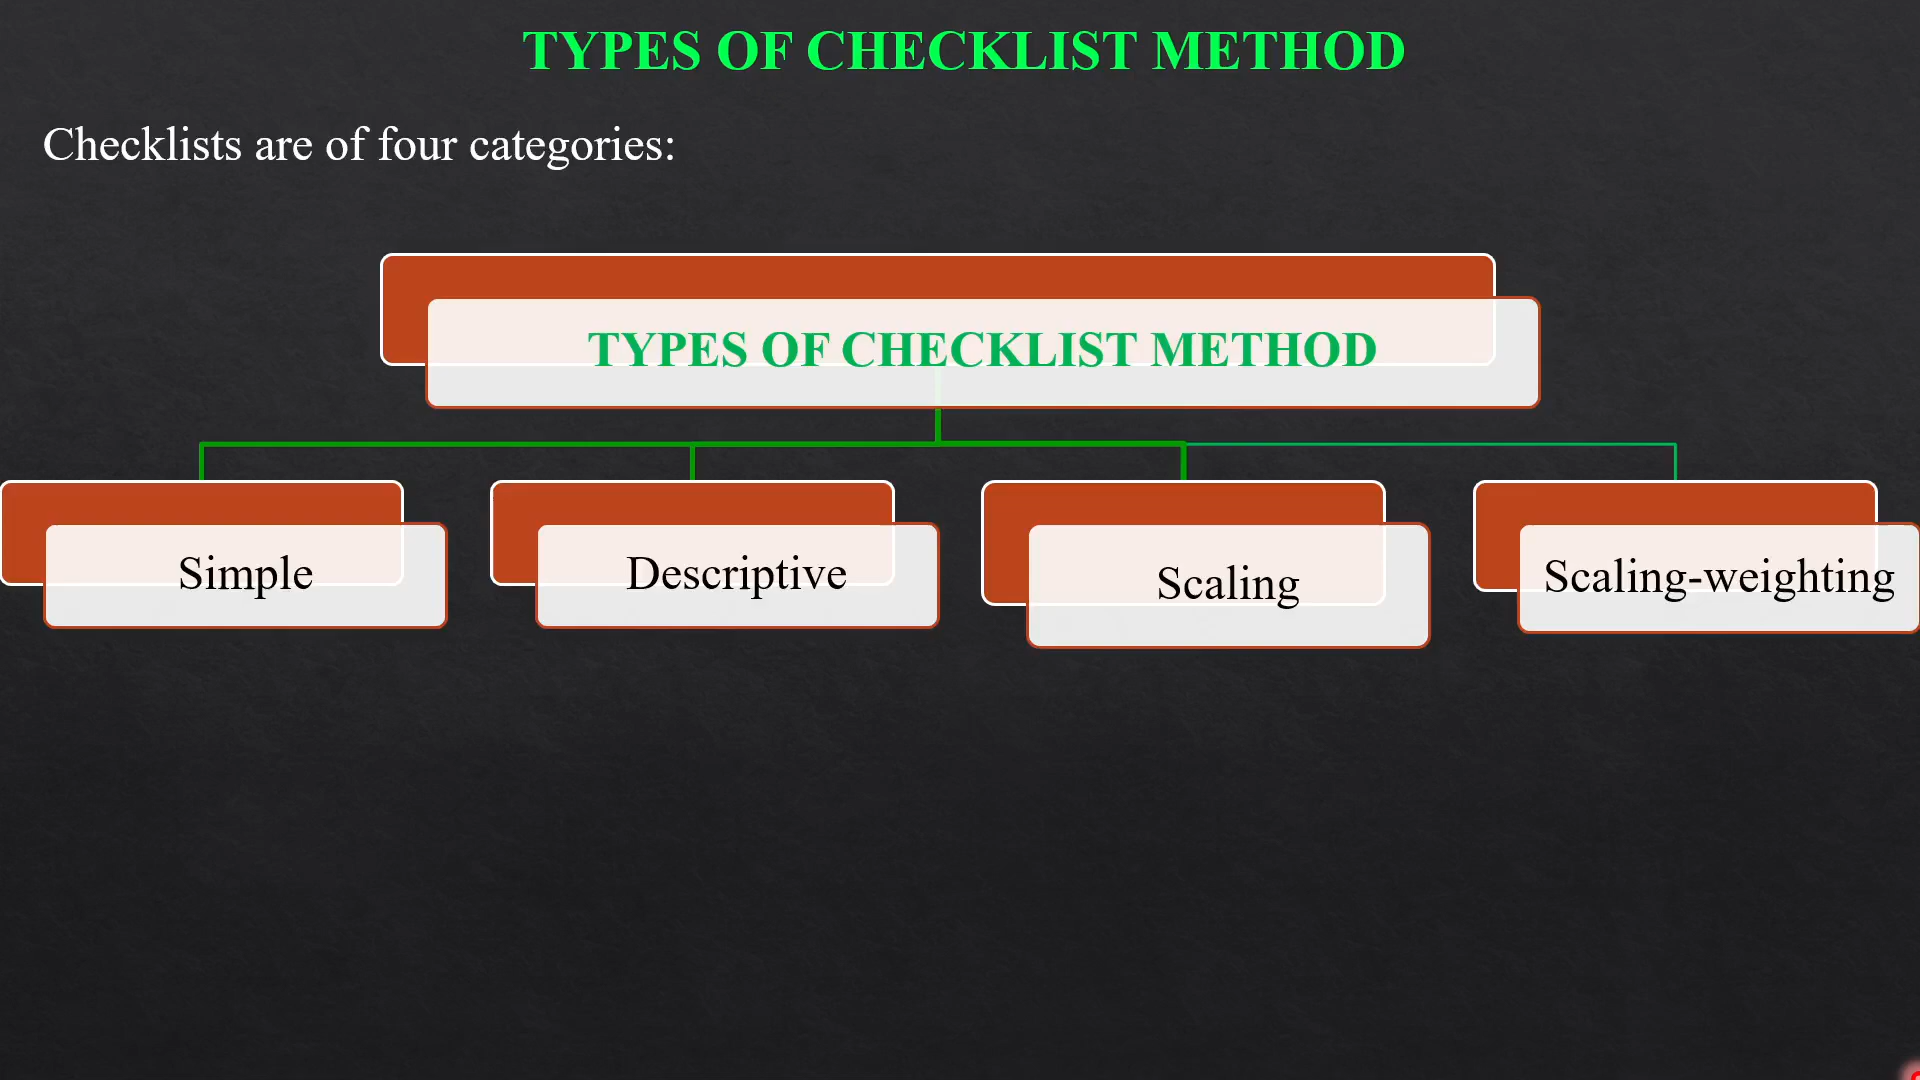 TYPES OF CHECKLIST METHOD
Checklists are of four categories:
TYPES OF CHECKLIST METHOD
Simple
Descriptive
Scaling
Scaling-weighting